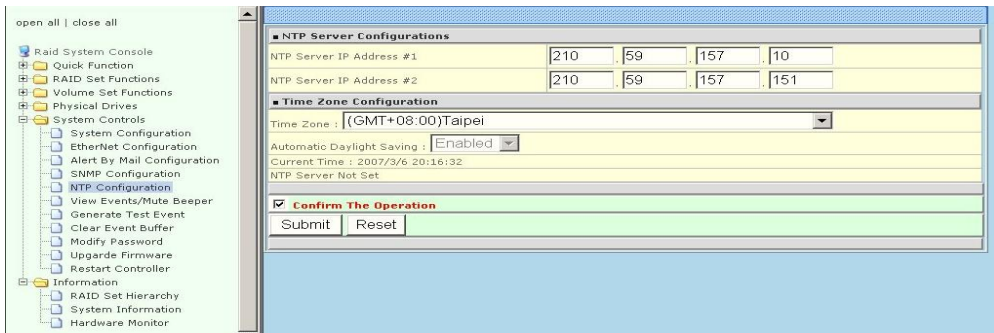 open all | close all
Raid System Console
Quick Function
RAID Set Functions
Volume Set Functions
Physical Drives
System Controls
System Configuration
EtherNet Configuration
Alert By Mail Configuration
SNMP Configuration
NTP Configuration
View Events/Mute Beeper
Generate Test Event
Clear Event Buffer
Modify Password
Upgarde Firmware
Restart Controller
Information
RAID Set Hierarchy
System Information
Hardware Monitor
NTP Server Configurations
NTP Server IP Address #1 210 . 59 . 157 . 10
NTP Server IP Address #2 210 . 59 . 157 . 151
Time Zone Configuration
Time Zone : (GMT+08:00)Taipei
Automatic Daylight Saving : Enabled
Current Time : 2007/3/6 20:16:32
NTP Server Not Set
Confirm The Operation
Submit Reset